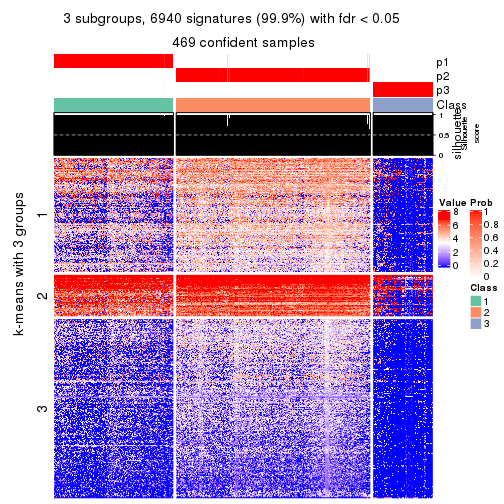 3 subgroups, 6940 signatures (99.9%) with fdr < 0.05
469 confident samples
p1
p2
p3
Class
1
0.5
0
silhouette
Silhouette
score
k-means with 3 groups
1
2
3
Value
8
6
4
2
0
Prob
1
0.8
0.6
0.4
0.2
0
Class
1
2
3